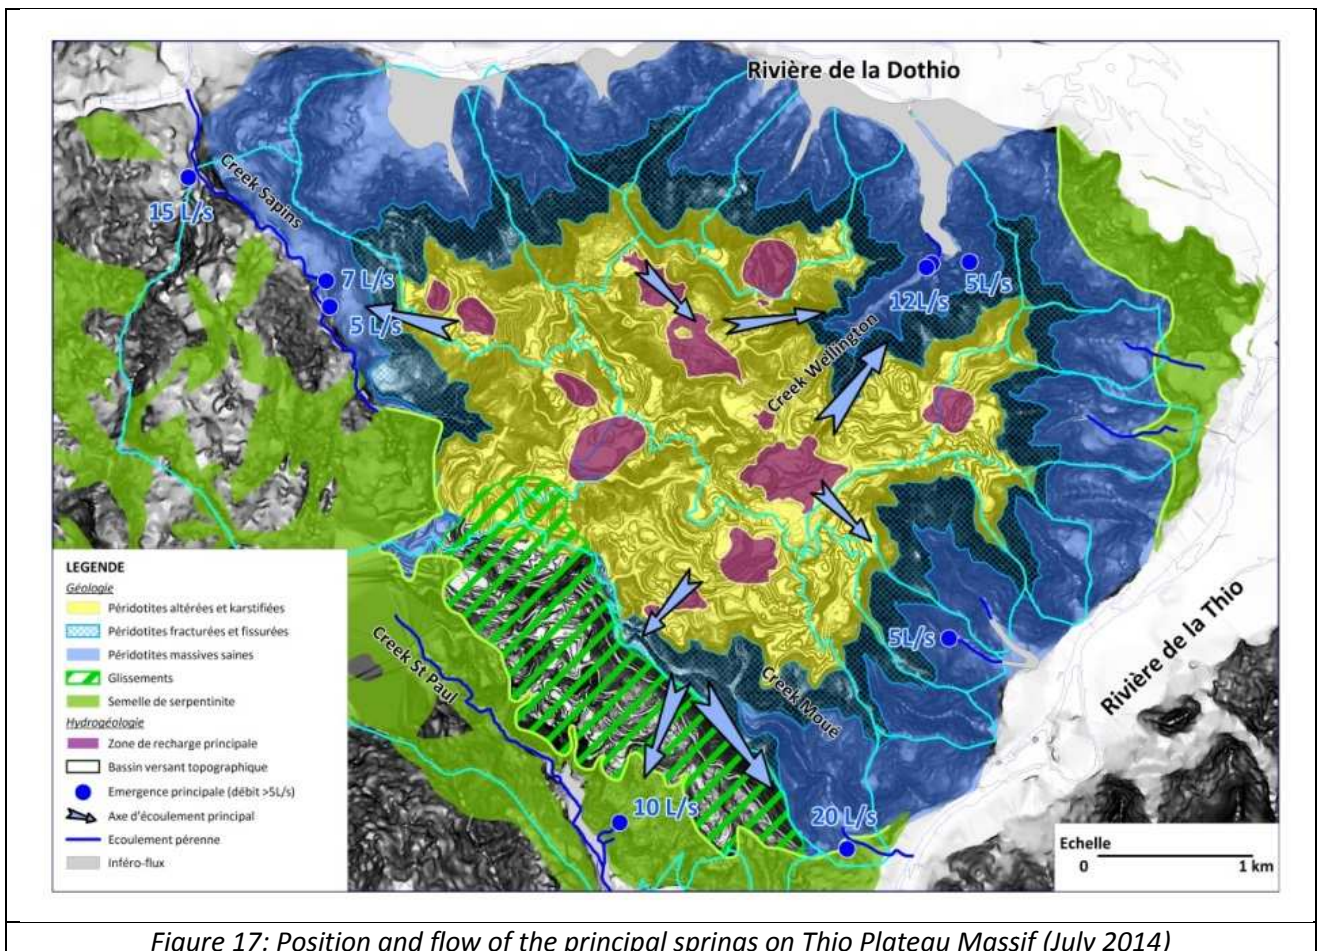 Rivière de la Dothio
Creek Sapins
15 L/s
7 L/s
5 L/s
12L/s
5L/s
Creek Wellington
LEGENDE
Géologie
Péridotites altérées et karstifiées
Péridotites fracturées et fissurées
Péridotites massives saines
Glissements
Semelle de serpentinite
Hydrogéologie
Zone de recharge principale
Bassin versant topographique
Emergence principale (débit >5L/s)
Axe d'écoulement principal
Ecoulement pérenne
Inféro-flux
Creek St Paul
Creek Moué
5L/s
Rivière de la Thio
10 L/s
20 L/s
Echelle
0 1 km
Figure 17: Position and flow of the principal springs on Thio Plateau Massif (July 2014)